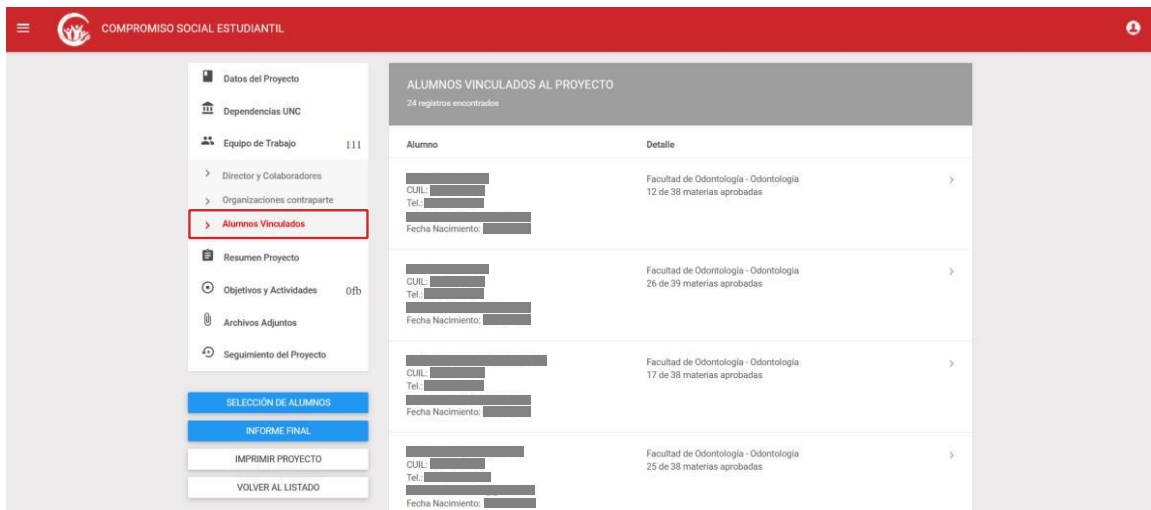 COMPROMISO SOCIAL ESTUDIANTIL
Datos del Proyecto
Dependencias UNC
Equipo de Trabajo 111
Director y Colaboradores
Organizaciones contraparte
Alumnos Vinculados
Resumen Proyecto
Objetivos y Actividades 0fb
Archivos Adjuntos
Seguimiento del Proyecto
SELECCIÓN DE ALUMNOS
INFORME FINAL
IMPRIMIR PROYECTO
VOLVER AL LISTADO
ALUMNOS VINCULADOS AL PROYECTO
24 registros encontrados
Alumno Detalle
CUIL:
Tel.:
Fecha Nacimiento:
Facultad de Odontología - Odontologia
12 de 38 materias aprobadas
CUIL:
Tel.:
Fecha Nacimiento:
Facultad de Odontología - Odontologia
26 de 39 materias aprobadas
CUIL:
Tel.:
Fecha Nacimiento:
Facultad de Odontología - Odontologia
17 de 38 materias aprobadas
CUIL:
Tel.:
Fecha Nacimiento:
Facultad de Odontología - Odontologia
25 de 38 materias aprobadas